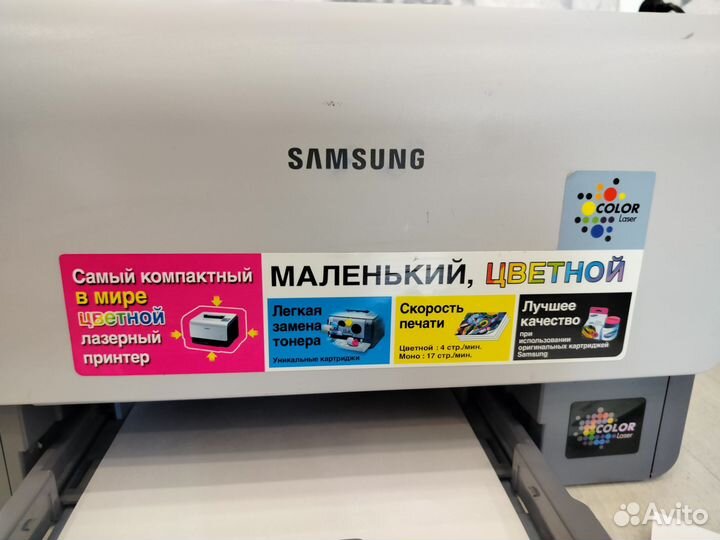 SAMSUNG
COLOR
Laser
Самый компактный
в мире
цветной
лазерный
принтер
МАЛЕНЬКИЙ, ЦВЕТНОЙ
Легкая
замена
тонера
Уникальные картриджи
Скорость
печати
Цветной : 4 стр./мин.
Моно : 17 стр./мин.
Лучшее
качество
при
использовании
оригинальных картриджей
Samsung
COLOR
Laser
Avito